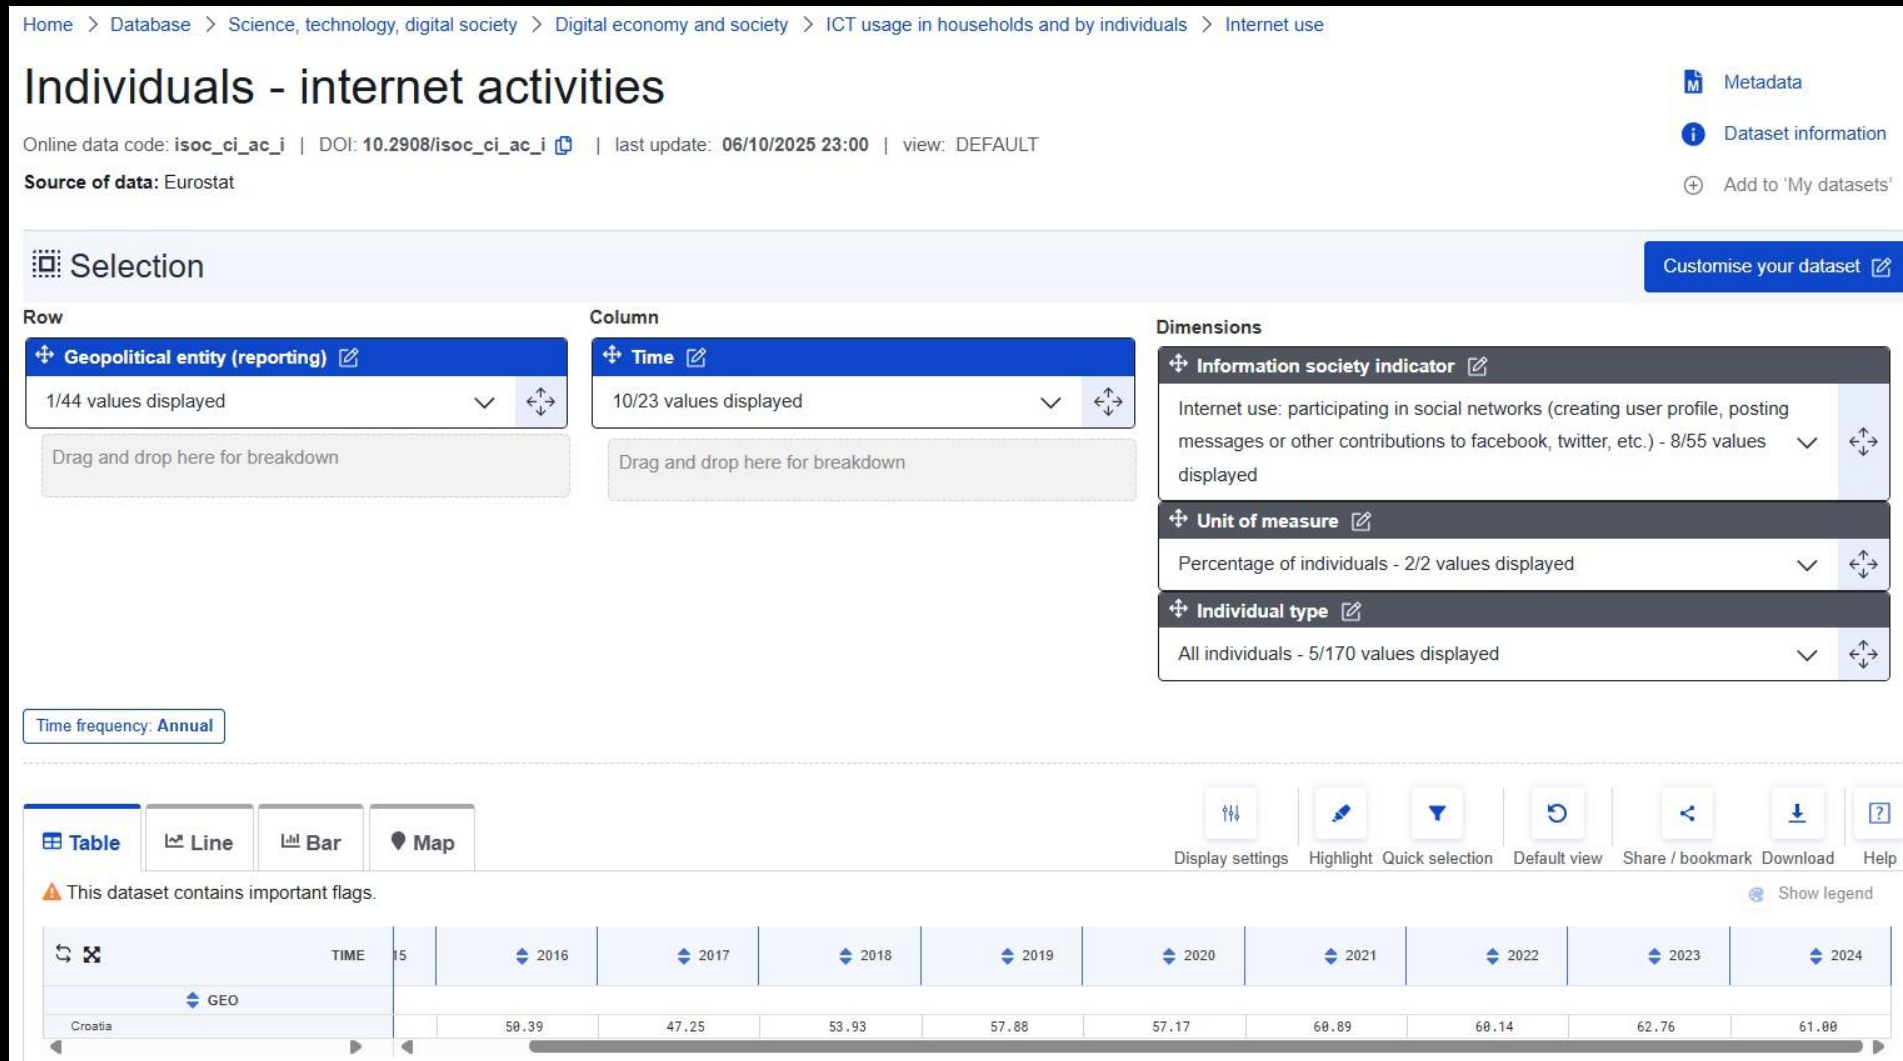 Home > Database > Science, technology, digital society > Digital economy and society > ICT usage in households and by individuals > Internet use
Individuals - internet activities
Metadata
Online data code: isoc_ci_ac_i | DOI: 10.2908/isoc_ci_ac_i | last update: 06/10/2025 23:00 | view: DEFAULT
Dataset information
Source of data: Eurostat
Add to 'My datasets'
Selection
Customise your dataset
Row
Geopolitical entity (reporting)
1/44 values displayed
Drag and drop here for breakdown
Column
Time
10/23 values displayed
Drag and drop here for breakdown
Dimensions
Information society indicator
Internet use: participating in social networks (creating user profile, posting
messages or other contributions to facebook, twitter, etc.) - 8/55 values
displayed
Unit of measure
Percentage of individuals - 2/2 values displayed
Individual type
All individuals - 5/170 values displayed
Time frequency: Annual
Table Line Bar Map
Display settings Highlight Quick selection Default view Share / bookmark Download Help
This dataset contains important flags.
Show legend
TIME 15 2016 2017 2018 2019 2020 2021 2022 2023 2024
GEO
Croatia 50.39 47.25 53.93 57.88 57.17 60.89 60.14 62.76 61.00